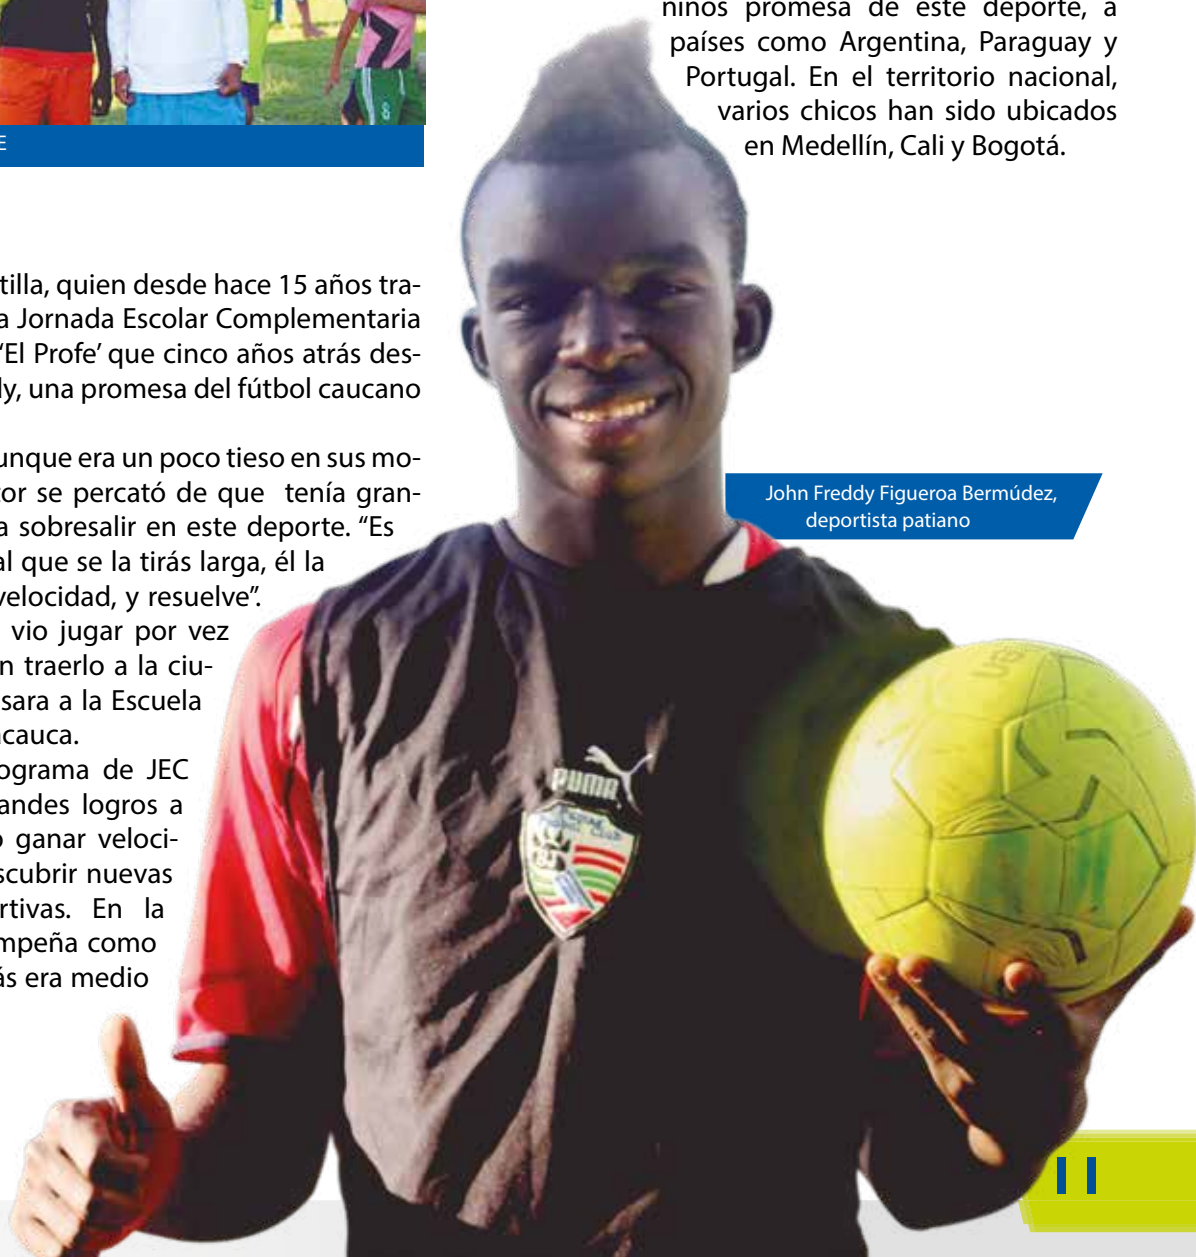 E
tilla, quien desde hace 15 años tra-
a Jornada Escolar Complementaria
‘El Profe’ que cinco años atrás des-
ly, una promesa del fútbol caucano
unque era un poco tieso en sus mo-
tor se percató de que tenía gran-
a sobresalir en este deporte. “Es
al que se la tirás larga, él la
velocidad, y resuelve”.
vio jugar por vez
n traerlo a la ciu-
sara a la Escuela
ncauca.
ograma de JEC
andes logros a
o ganar veloci-
scubrir nuevas
rtivas. En la
mpeña como
ás era medio
niños promesa de este deporte, a
países como Argentina, Paraguay y
Portugal. En el territorio nacional,
varios chicos han sido ubicados
en Medellín, Cali y Bogotá.
John Freddy Figueroa Bermúdez,
deportista patiano
PUMA
CLUB
11